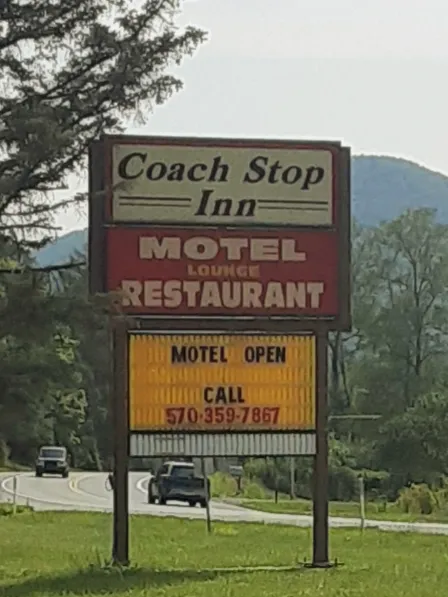 Coach Stop
Inn
MOTEL
LOUNGE
RESTAURANT
MOTEL OPEN
CALL
570-359-7867